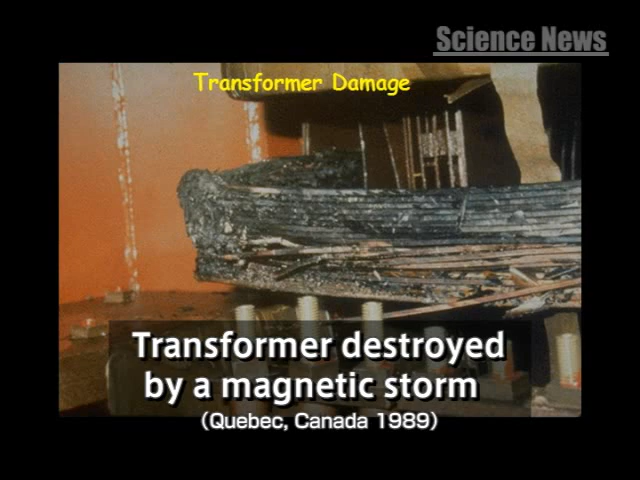 Science News
Transformer Damage
Transformer destroyed
by a magnetic storm
(Quebec, Canada 1989)